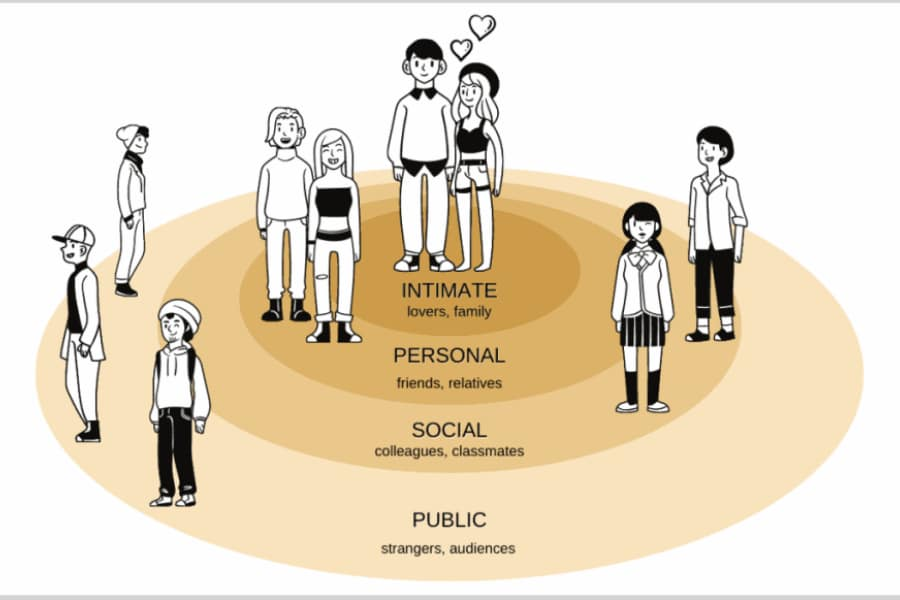 INTIMATE
lovers, family
PERSONAL
friends, relatives
SOCIAL
colleagues, classmates
PUBLIC
strangers, audiences